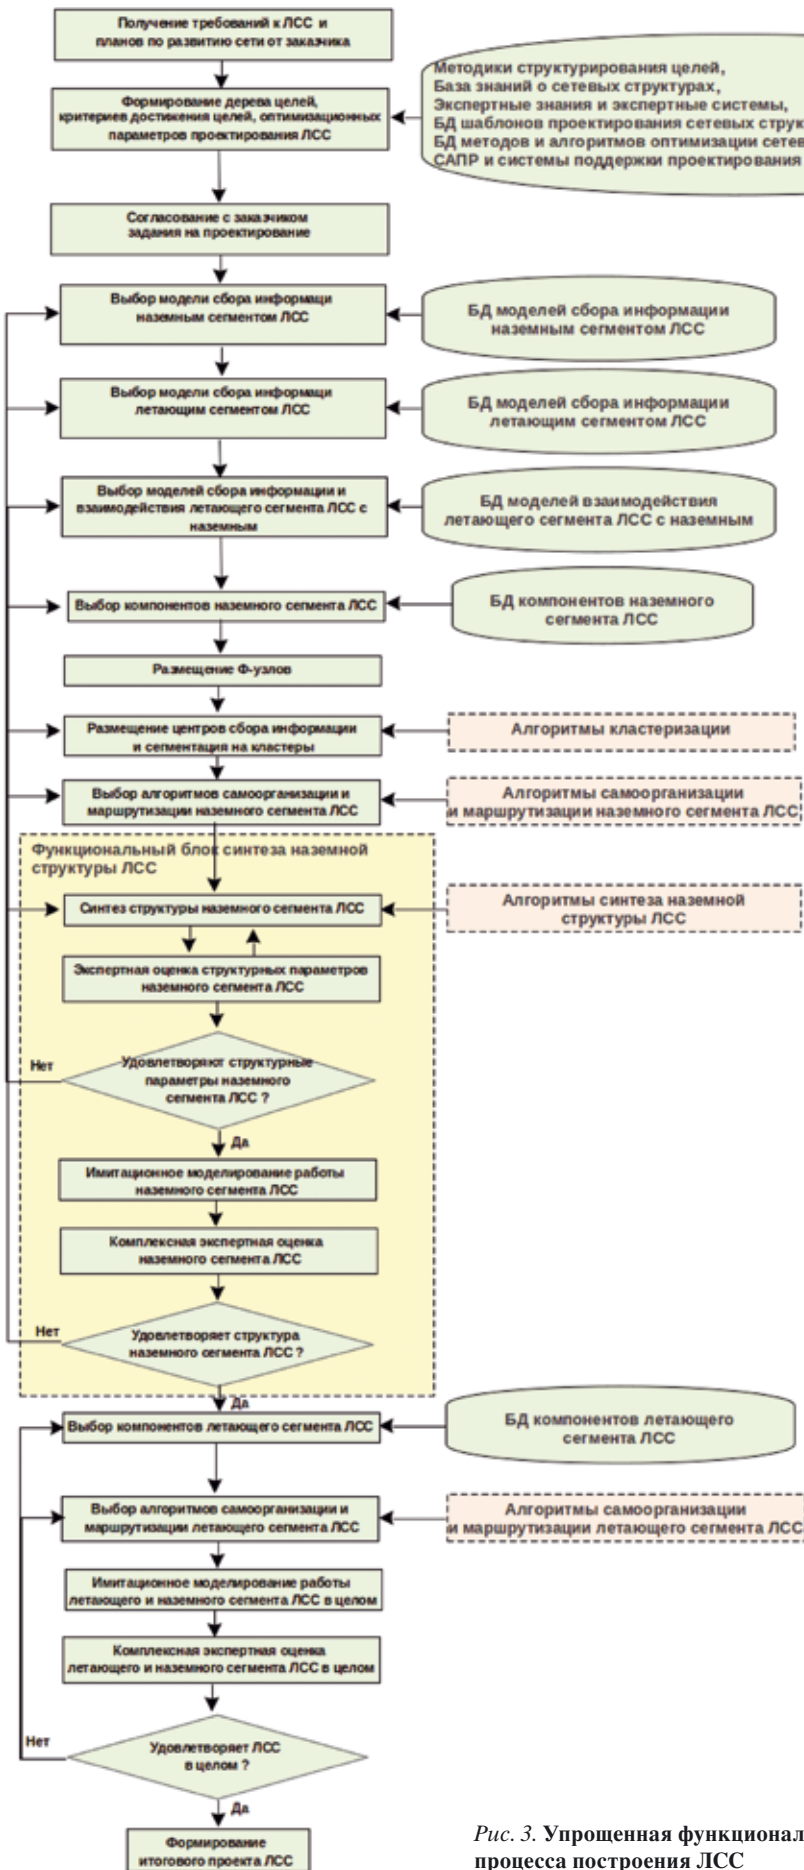 Получение требований к ЛСС и
планов по развитию сети от заказчика
Формирование дерева целей,
критериев достижения целей, оптимизационных
параметров проектирования ЛСС
Методики структурирования целей,
База знаний о сетевых структурах,
Экспертные знания и экспертные системы,
БД шаблонов проектирования сетевых струк
БД методов и алгоритмов оптимизации сетев
САПР и системы поддержки проектирования
Согласование с заказчиком
задания на проектирование
Выбор модели сбора информаци
наземным сегментом ЛСС
БД моделей сбора информации
наземным сегментом ЛСС
Выбор модели сбора информаци
летающим сегментом ЛСС
БД моделей сбора информации
летающим сегментом ЛСС
Выбор моделей сбора информации и
взаимодействия летающего сегмента ЛСС с
наземным
БД моделей взаимодействия
летающего сегмента ЛСС с наземным
Выбор компонентов наземного сегмента ЛСС
БД компонентов наземного
сегмента ЛСС
Размещение Ф-узлов
Размещение центров сбора информации
и сегментация на кластеры
Алгоритмы кластеризации
Выбор алгоритмов самоорганизации и
маршрутизации наземного сегмента ЛСС
Алгоритмы самоорганизации
и маршрутизации наземного сегмента ЛСС
Функциональный блок синтеза наземной
структуры ЛСС
Синтез структуры наземного сегмента ЛСС
Алгоритмы синтеза наземной
структуры ЛСС
Экспертная оценка структурных параметров
наземного сегмента ЛСС
Нет
Удовлетворяют структурные
параметры наземного
сегмента ЛСС ?
Да
Имитационное моделирование работы
наземного сегмента ЛСС
Комплексная экспертная оценка
наземного сегмента ЛСС
Нет
Удовлетворяет структура
наземного сегмента ЛСС ?
Да
Выбор компонентов летающего сегмента ЛСС
БД компонентов летающего
сегмента ЛСС
Выбор алгоритмов самоорганизации и
маршрутизации летающего сегмента ЛСС
Алгоритмы самоорганизации
и маршрутизации летающего сегмента ЛСС
Имитационное моделирование работы
летающего и наземного сегмента ЛСС в целом
Комплексная экспертная оценка
летающего и наземного сегмента ЛСС в целом
Нет
Удовлетворяет ЛСС
в целом ?
Да
Формирование
итогового проекта ЛСС
Рис. 3. Упрощенная функционал
процесса построения ЛСС